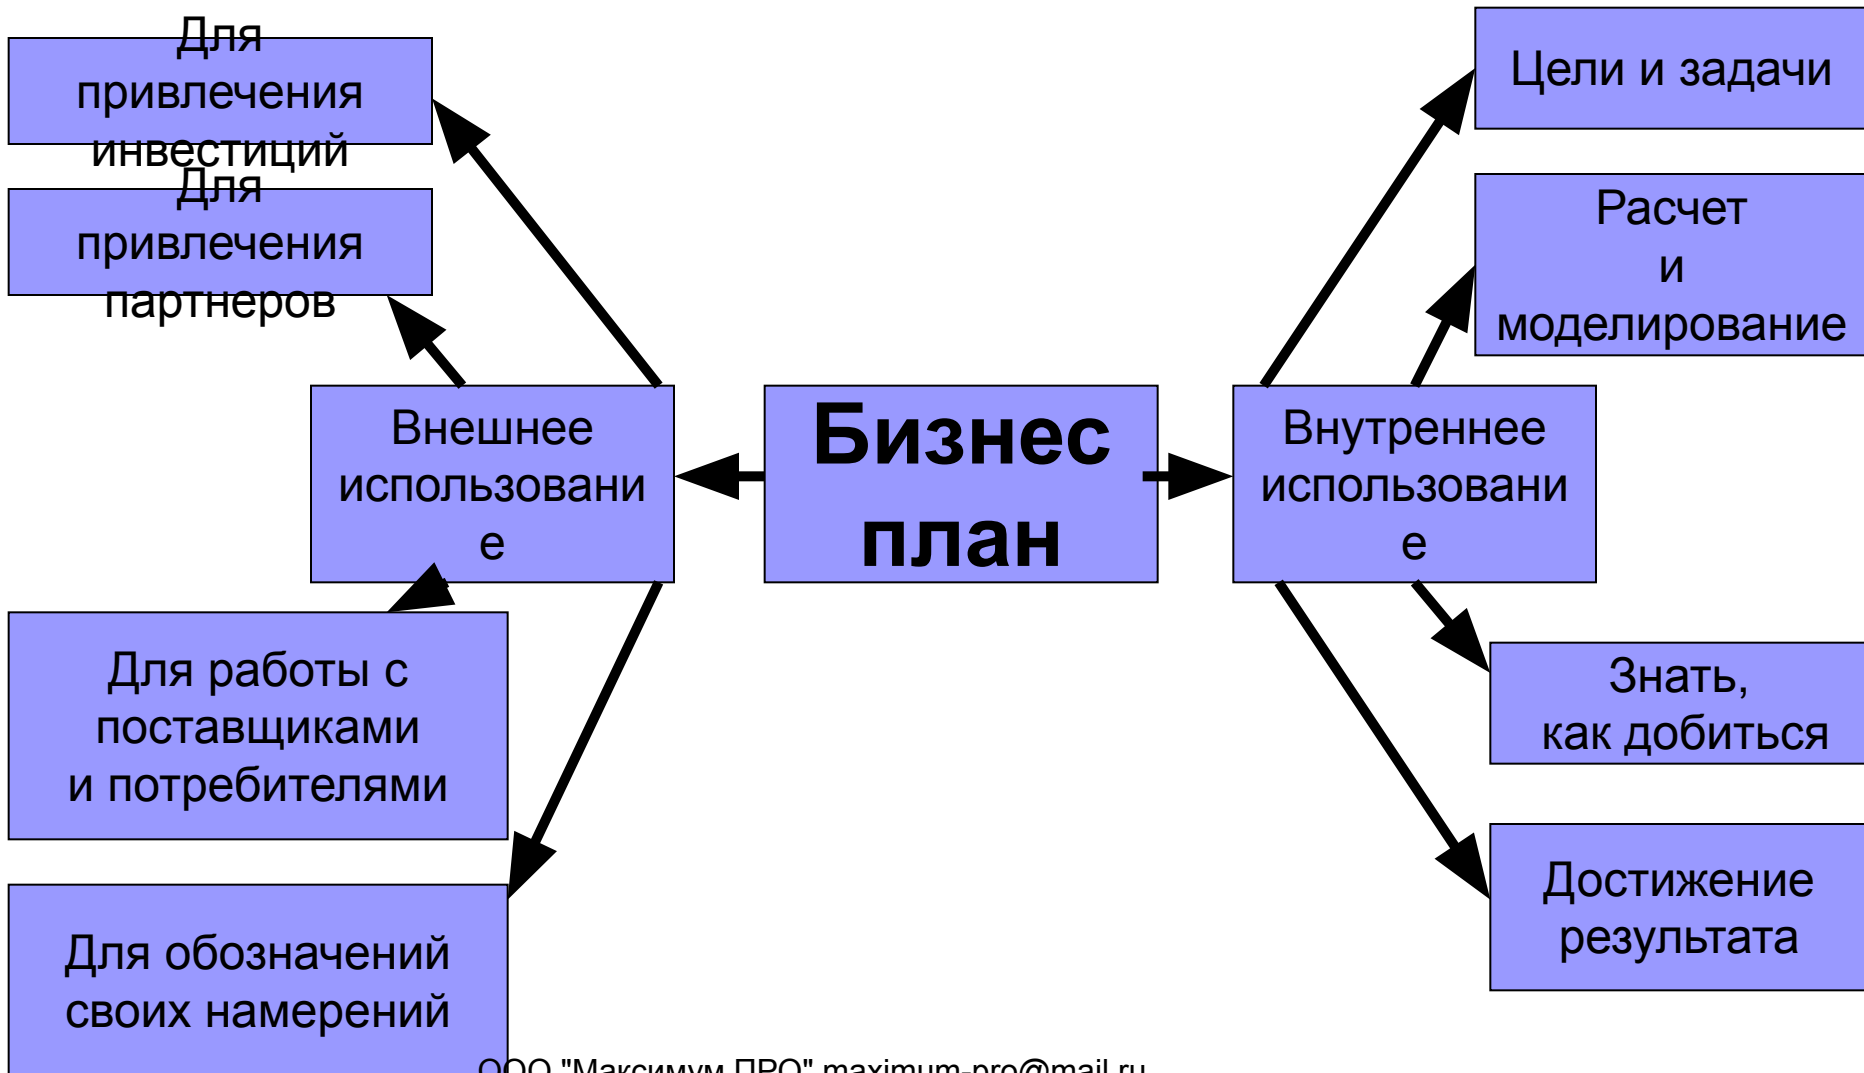 Для
привлечения
инвестиций
Для
привлечения
партнеров
Внешнее
использовани
е
Для работы с
поставщиками
и потребителями
Для обозначений
своих намерений
Бизнес
план
Цели и задачи
Расчет
и
моделирование
Внутреннее
использовани
е
Знать,
как добиться
Достижение
результата
ООО "Максимум ПРО" maximum-pro@mail.ru